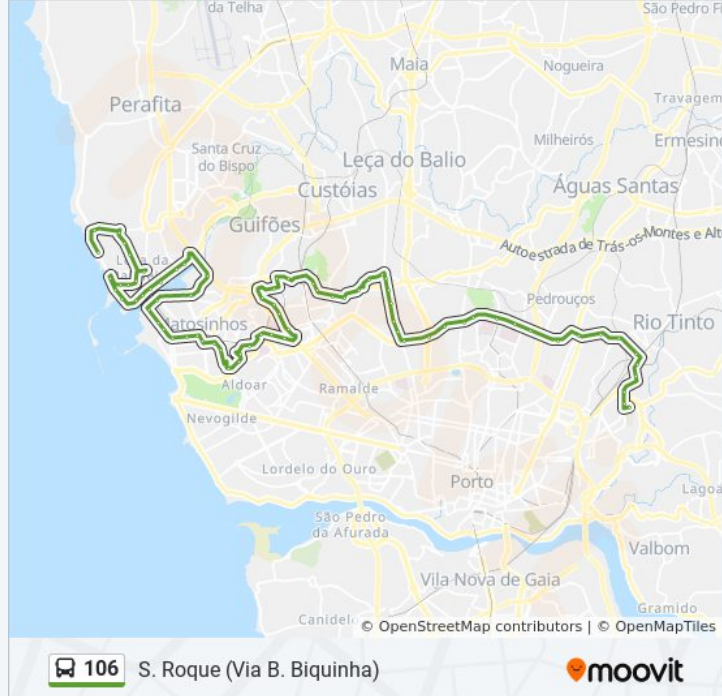 da Telha
São Pedro Fi
Maia
Nogueira
Perafita
Travagem
Milheirós
Ermesine
Santa Cruz
do Bispo
Leça do Balio
Custóias
Águas Santas
Guifões
Autoestrada de Trás-os-Montes e Alt
Pedrouços
Matosinhos
Rio Tinto
Aldoar
Ramalde
Nevogilde
Lordelo do Ouro
Porto
Lagoa
São Pedro
da Afurada
Valbom
Vila Nova de Gaia
Gramido
Canidel
© OpenStreetMap contributors | © OpenMapTiles
106 S. Roque (Via B. Biquinha)
moovit